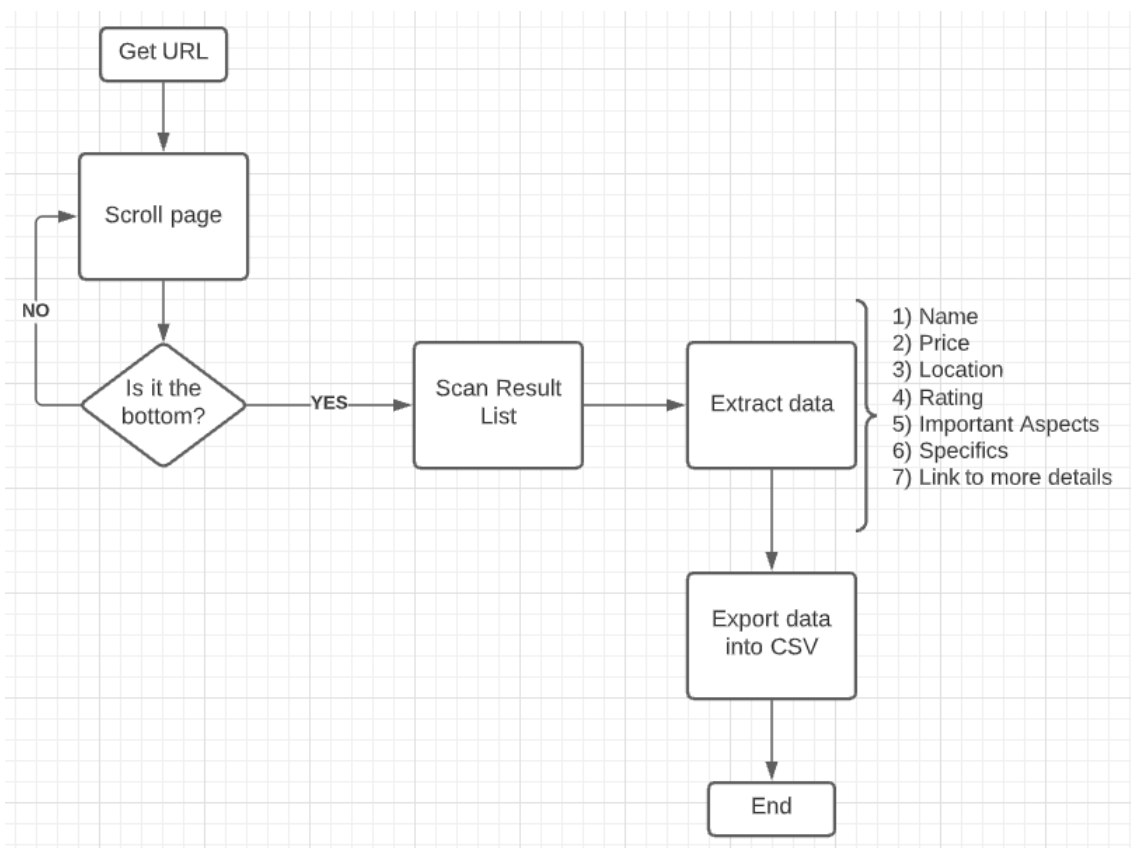 Get URL
Scroll page
NO
Is it the
bottom?
YES
Scan Result
List
Extract data
1) Name
2) Price
3) Location
4) Rating
5) Important Aspects
6) Specifics
7) Link to more details
Export data
into CSV
End